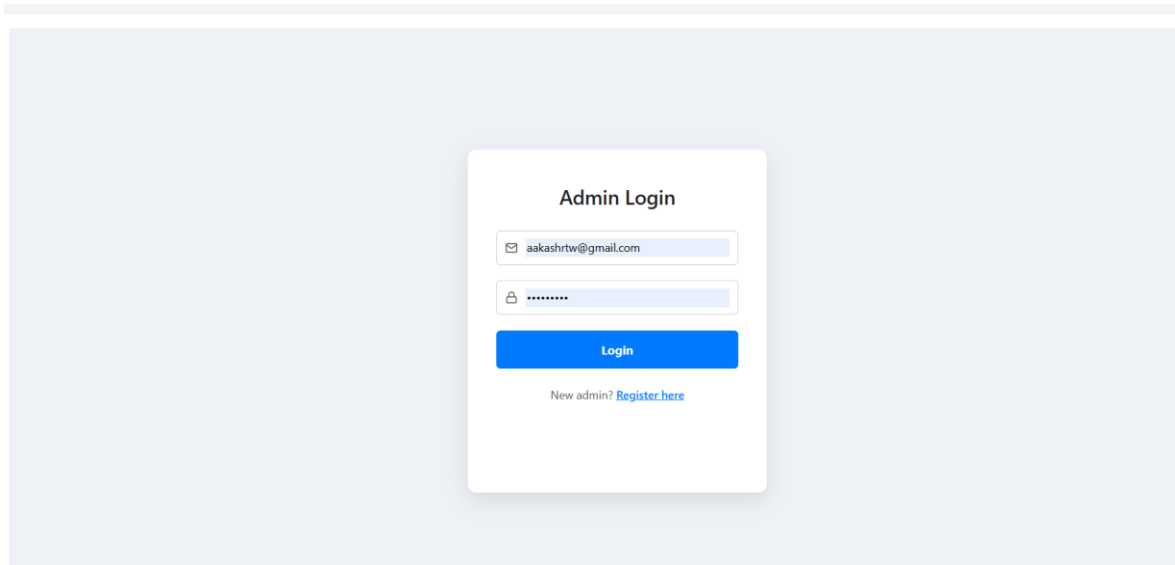 Admin Login
aakashrtw@gmail.com
•••••••••
Login
New admin? Register here